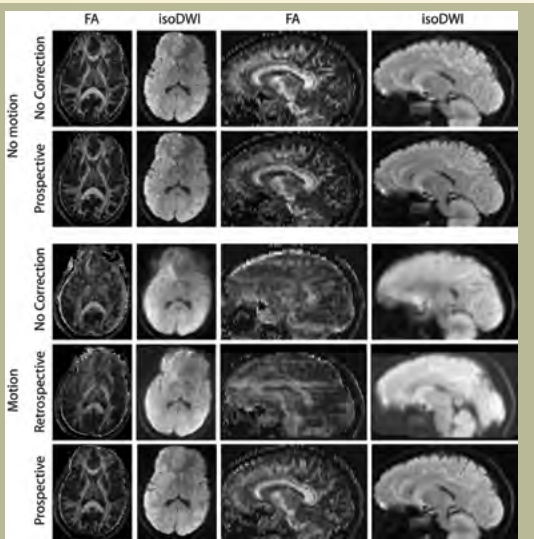 FA
isoDWI
FA
isoDWI
No motion
No Correction
Prospective
Motion
No Correction
Retrospective
Prospective